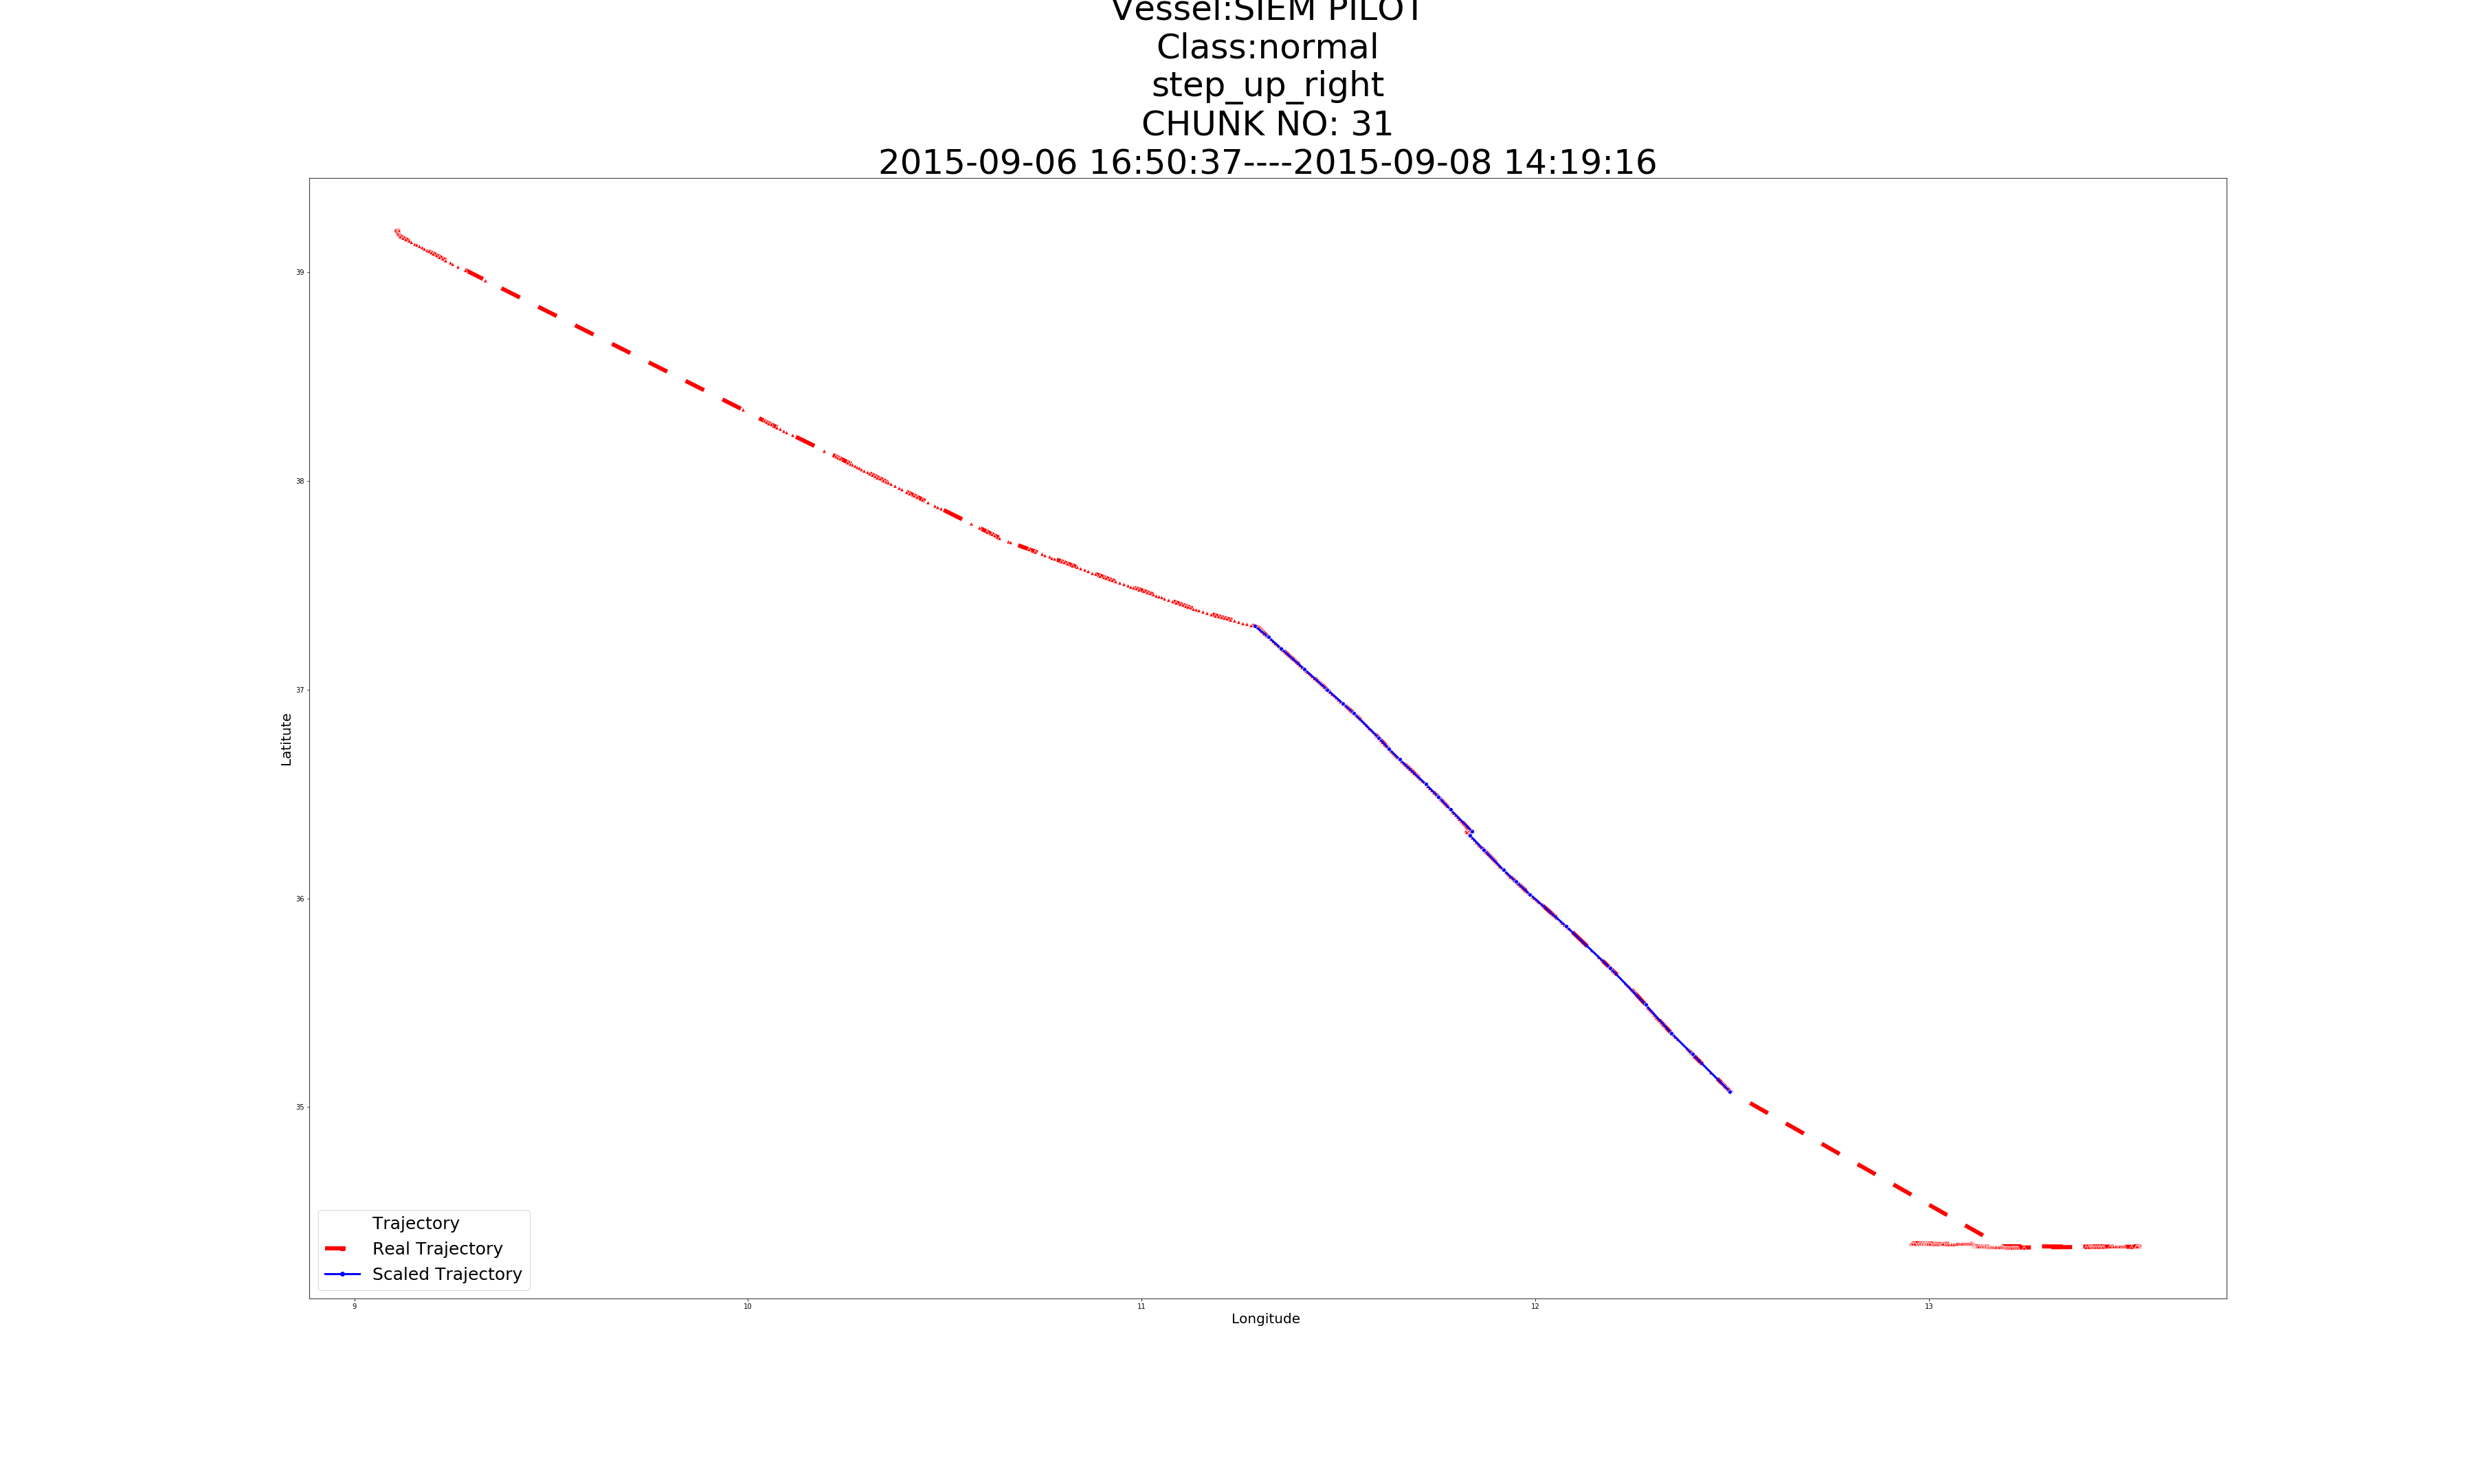 Vessel:SIEM PILOT
Class:normal
step_up_right
CHUNK NO: 31
2015-09-06 16:50:37----2015-09-08 14:19:16
39
38
37
36
35
Latitute
Trajectory
Real Trajectory
Scaled Trajectory
9
10
11
12
13
Longitude